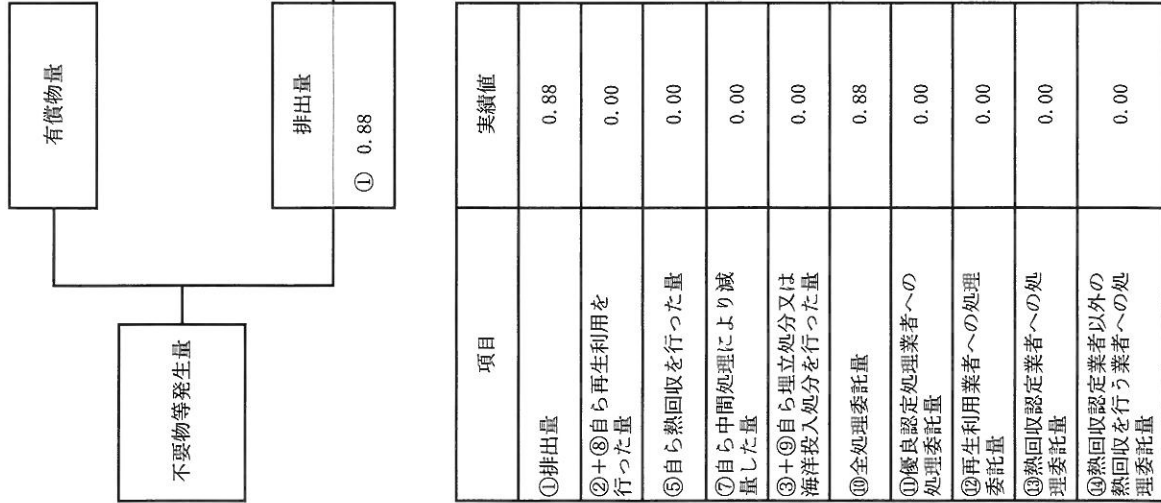 不要物等発生量
有償物量
排出量
① 0.88
項目
実績値
①排出量
0.88
②+⑧自ら再生利用を
行った量
0.00
⑤自ら熱回収を行った量
0.00
⑦自ら中間処理により減
量した量
0.00
③+⑨自ら埋立処分又は
海洋投入処分を行った量
0.00
⑩全処理委託量
0.88
⑪優良認定処理業者への
処理委託量
0.00
⑫再生利用業者への処理
委託量
0.00
⑬熱回収認定業者への処
理委託量
0.00
⑭熱回収認定業者以外の
熱回収を行う業者への処
理委託量
0.00